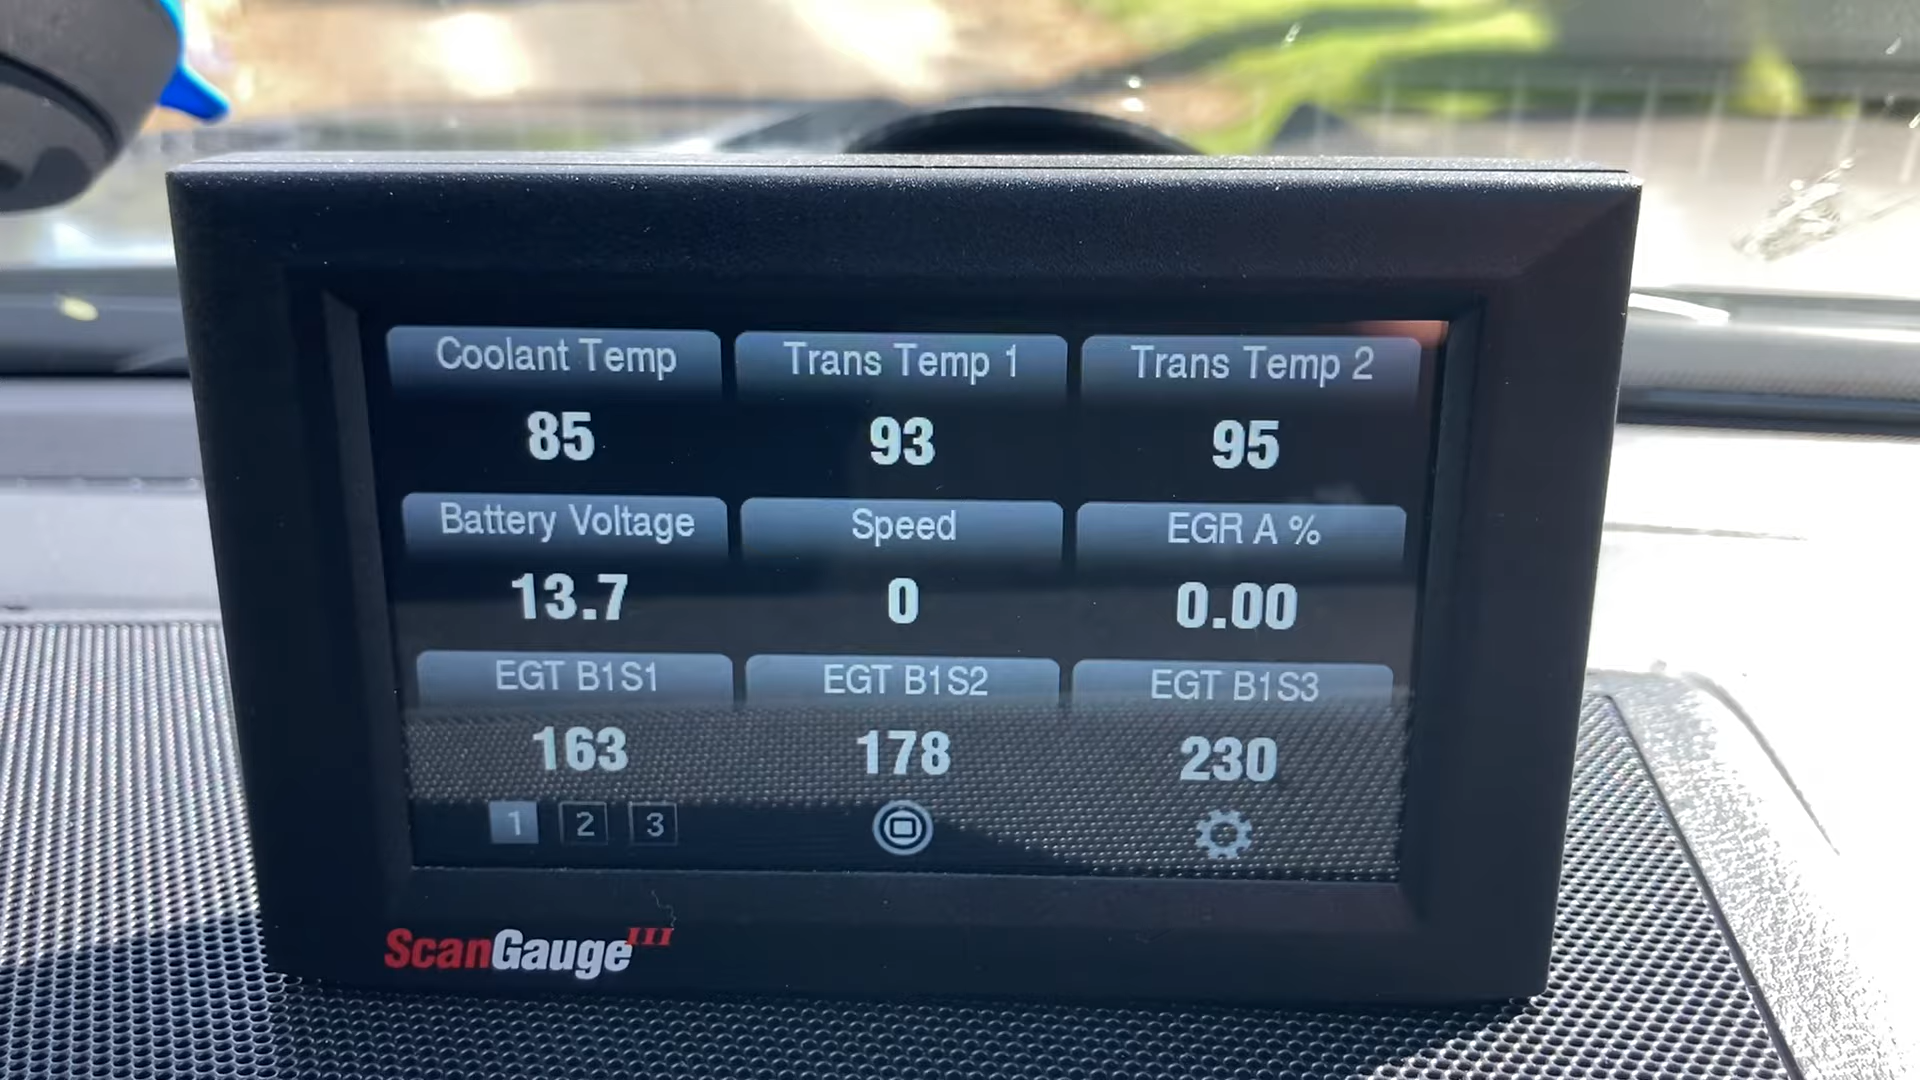 Coolant Temp Trans Temp 1 Trans Temp 2
85 93 95
Battery Voltage Speed EGR A %
13.7 0 0.00
EGT B1S1 EGT B1S2 EGT B1S3
163 178 230
1 2 3
ScanGauge III